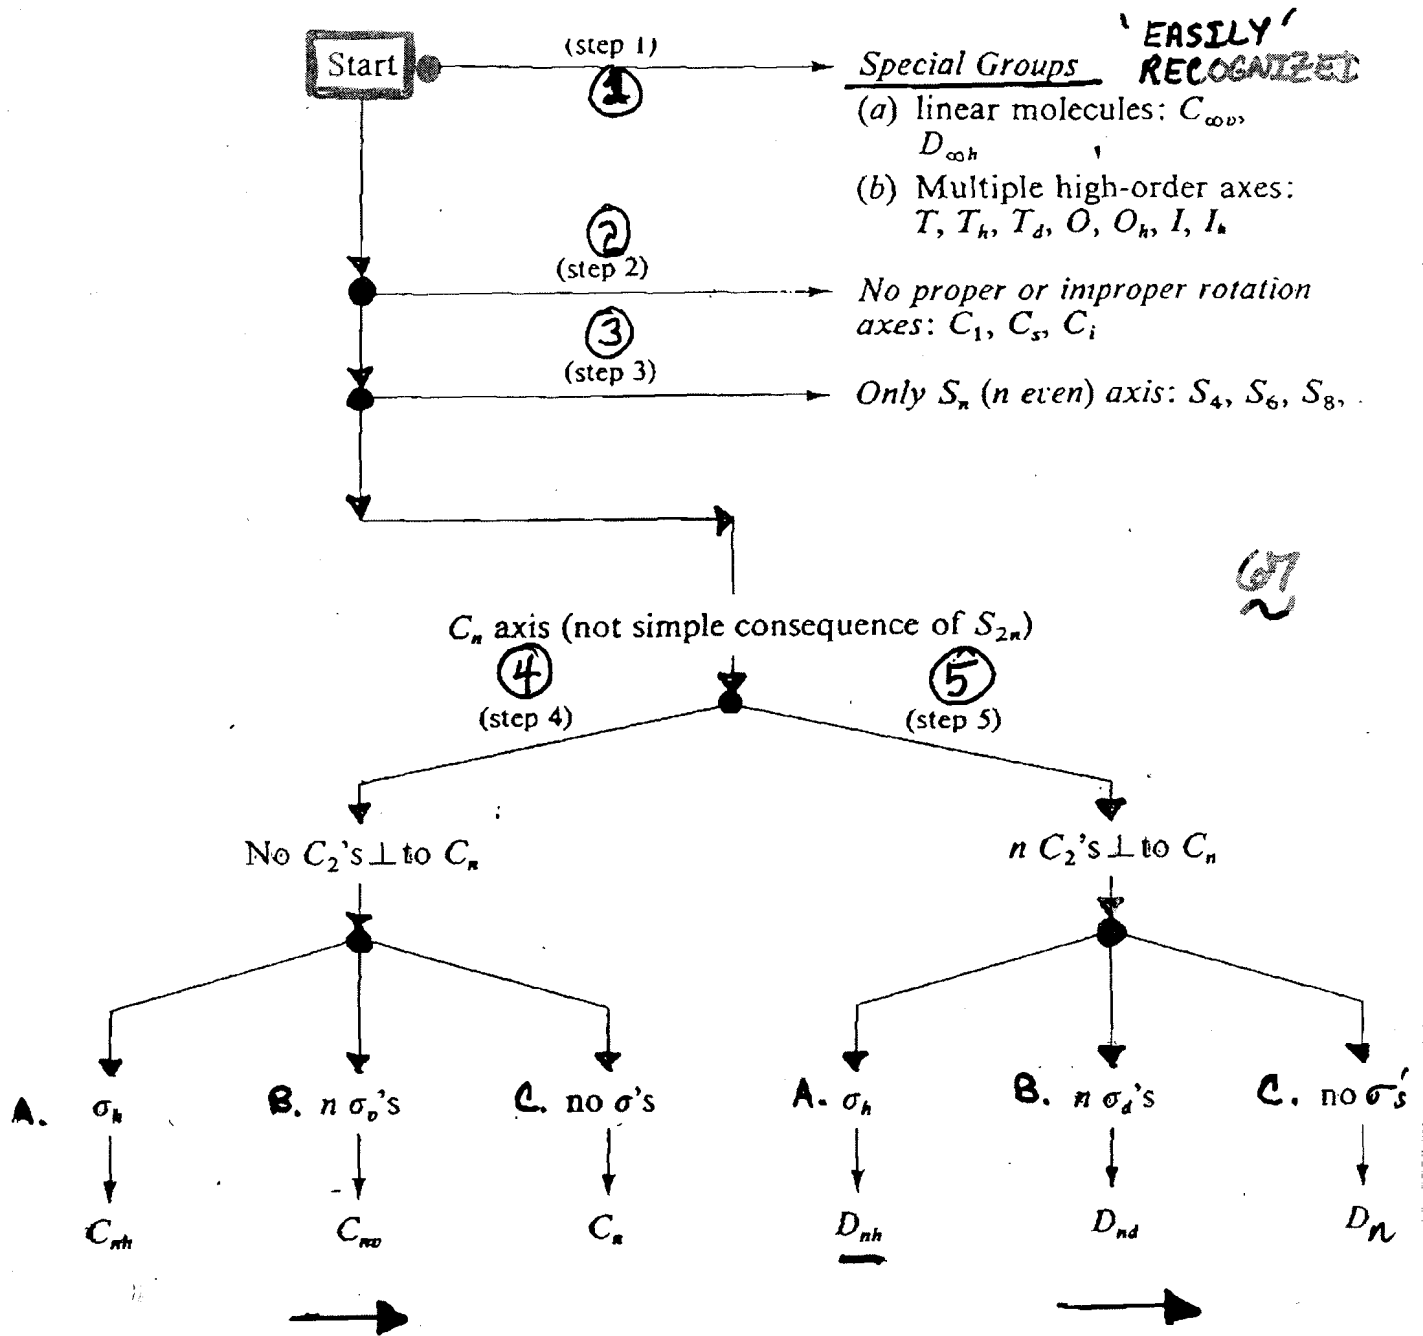 'EASILY'
(step 1)
Start
Special Groups
RECOGNIZED
1
(a) linear molecules: C∞v,
D∞h
(b) Multiple high-order axes:
T, Th, Td, O, Oh, I, Ih
2
(step 2)
No proper or improper rotation
axes: C1, Cs, Ci
3
(step 3)
Only Sn (n even) axis: S4, S6, S8,
67
Cn axis (not simple consequence of S2n)
4
5
(step 4)
(step 5)
No C2's⊥to Cn
n C2's⊥to Cn
A. σh
B. n σv's
C. no σ's
A. σh
B. n σd's
C. no σ's
Cnh
Cnv
Cn
Dnh
Dnd
Dn